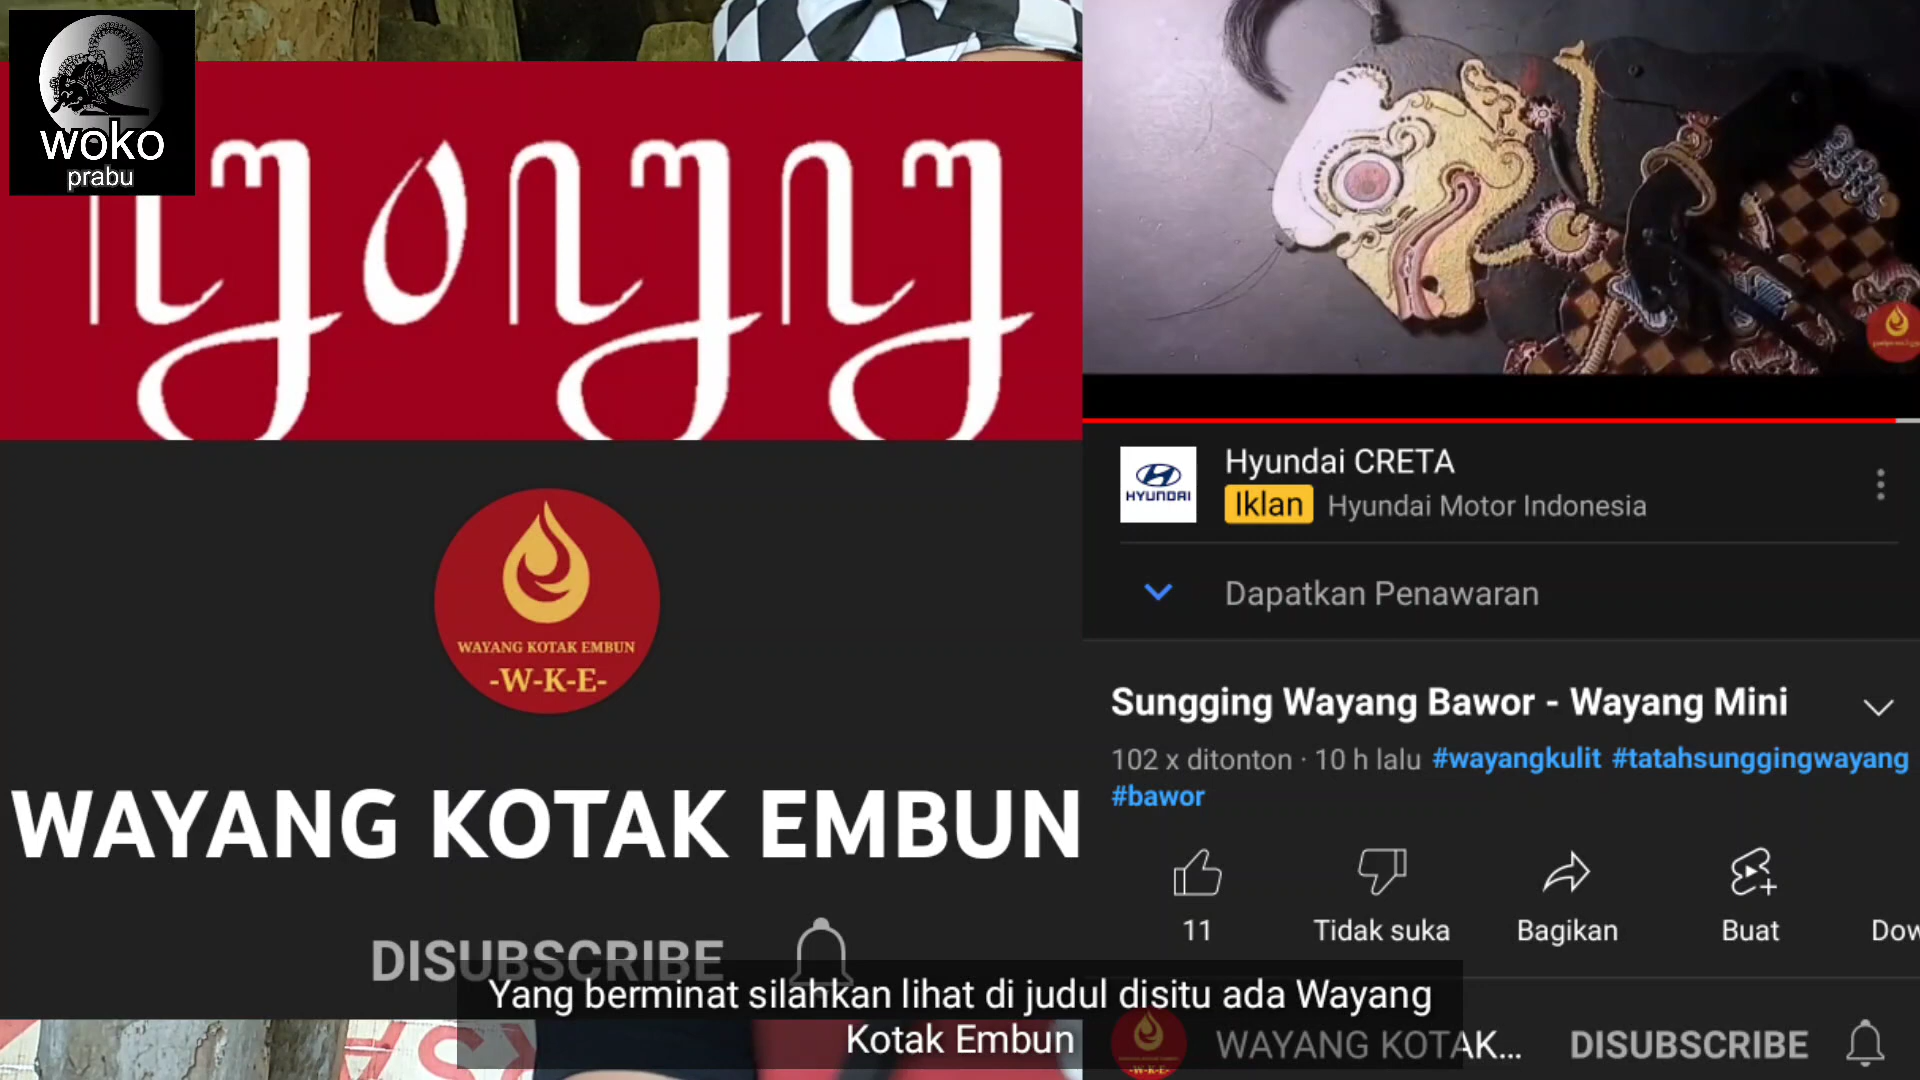 woko
prabu
WAYANG KOTAK EMBUN
-W-K-E-
WAYANG KOTAK EMBUN
DISUBSCRIBE
HYUNDAI
Hyundai CRETA
Iklan Hyundai Motor Indonesia
Dapatkan Penawaran
Sungging Wayang Bawor - Wayang Mini
102 x ditonton · 10 h lalu #wayangkulit #tatahsunggingwayang
#bawor
11
Tidak suka
Bagikan
Buat
Dow
WAYANG KOTAK...
DISUBSCRIBE
-W-K-E-
Yang berminat silahkan lihat di judul disitu ada Wayang
Kotak Embun